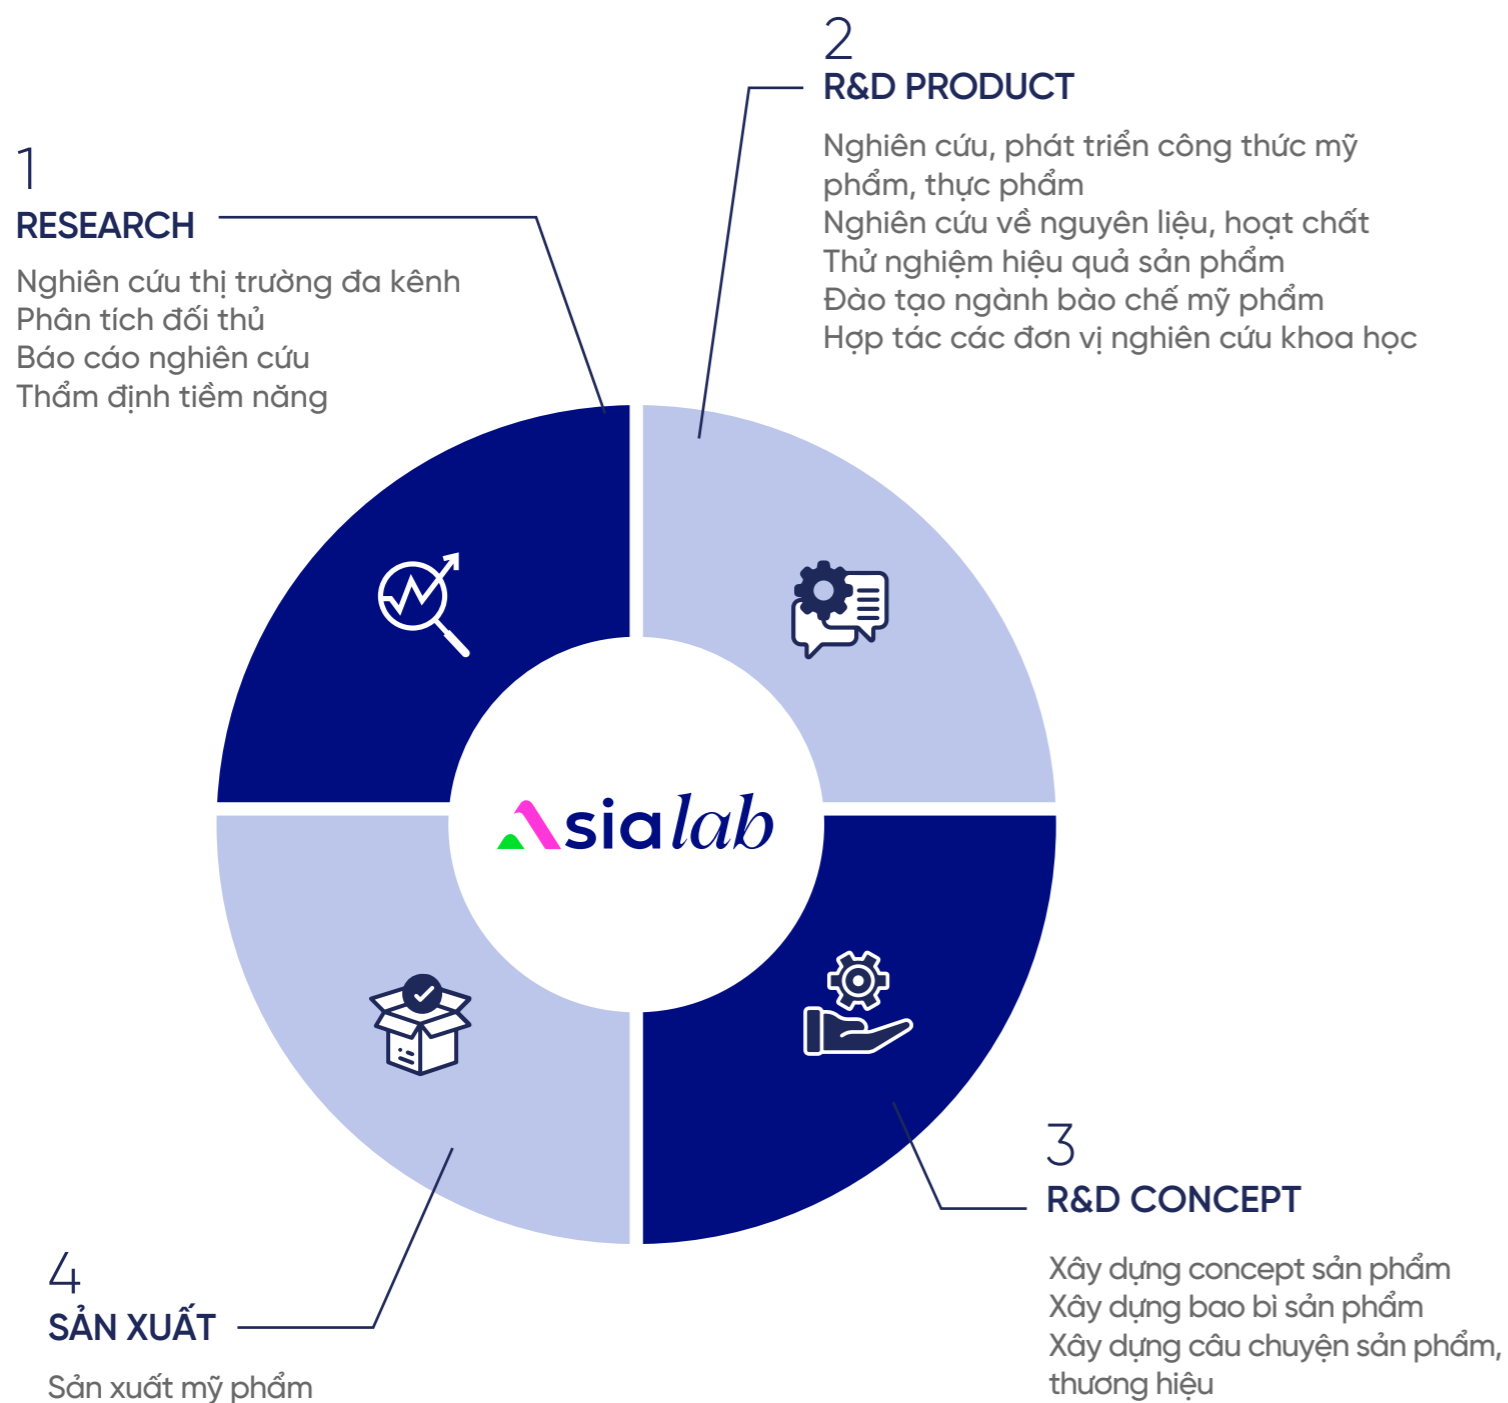 1
RESEARCH
Nghiên cứu thị trường đa kênh
Phân tích đối thủ
Báo cáo nghiên cứu
Thẩm định tiềm năng
2
R&D PRODUCT
Nghiên cứu, phát triển công thức mỹ
phẩm, thực phẩm
Nghiên cứu về nguyên liệu, hoạt chất
Thử nghiệm hiệu quả sản phẩm
Đào tạo ngành bào chế mỹ phẩm
Hợp tác các đơn vị nghiên cứu khoa học
Asialab
3
R&D CONCEPT
Xây dựng concept sản phẩm
Xây dựng bao bì sản phẩm
Xây dựng câu chuyện sản phẩm,
thương hiệu
4
SẢN XUẤT
Sản xuất mỹ phẩm